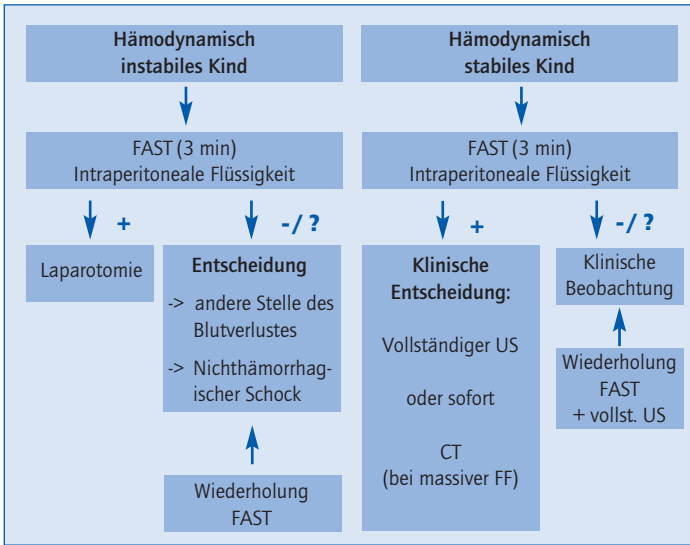 Hämodynamisch
instabiles Kind
Hämodynamisch
stabiles Kind
FAST (3 min)
Intraperitoneale Flüssigkeit
FAST (3 min)
Intraperitoneale Flüssigkeit
+
-/ ?
+
-/ ?
Laparotomie
Entscheidung
-> andere Stelle des
Blutverlustes
-> Nichthämorrhag-
ischer Schock
Wiederholung
FAST
Klinische
Entscheidung:
Vollständiger US
oder sofort
CT
(bei massiver FF)
Klinische
Beobachtung
Wiederholung
FAST
+ vollst. US